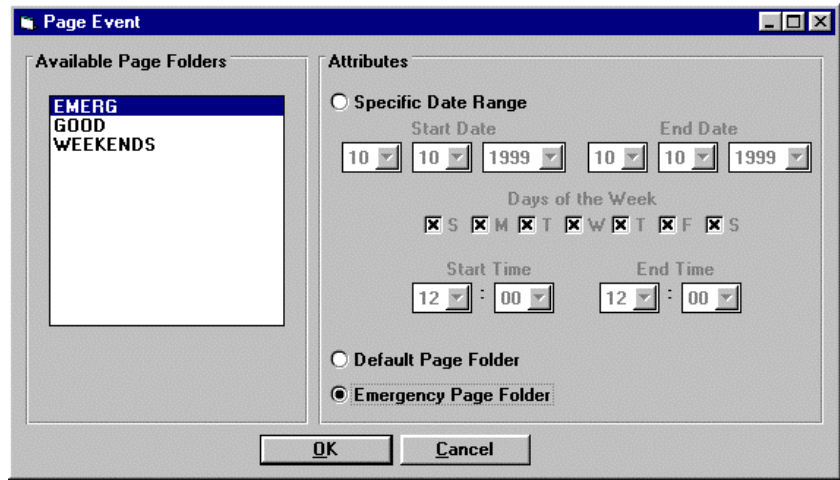 Page Event
Available Page Folders
EMERG
GOOD
WEEKENDS
Attributes
Specific Date Range
Start Date End Date
10 10 1999 10 10 1999
Days of the Week
S M T W T F S
Start Time End Time
12 : 00 12 : 00
Default Page Folder
Emergency Page Folder
OK Cancel